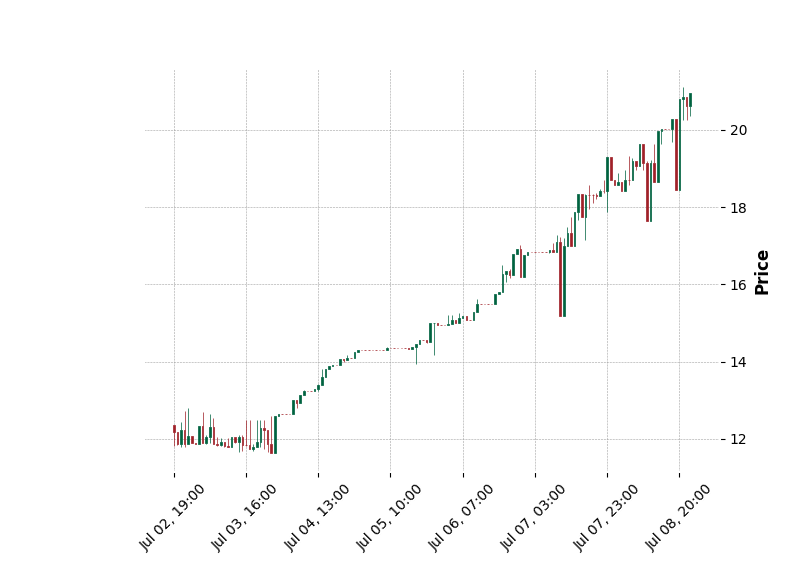 20
18
16
14
12
Price
Jul 02, 19:00
Jul 03, 16:00
Jul 04, 13:00
Jul 05, 10:00
Jul 06, 07:00
Jul 07, 03:00
Jul 07, 23:00
Jul 08, 20:00